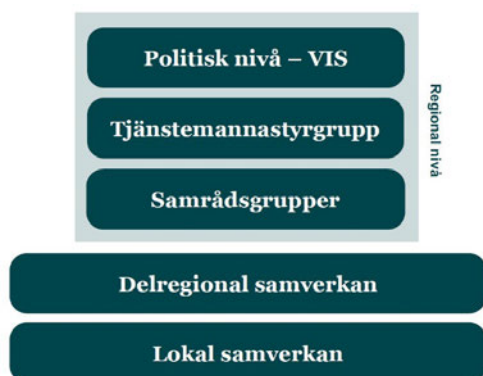 Politisk nivå – VIS
Tjänstemannastyrgrupp
Samrådsgrupper
Regional nivå
Delregional samverkan
Lokal samverkan